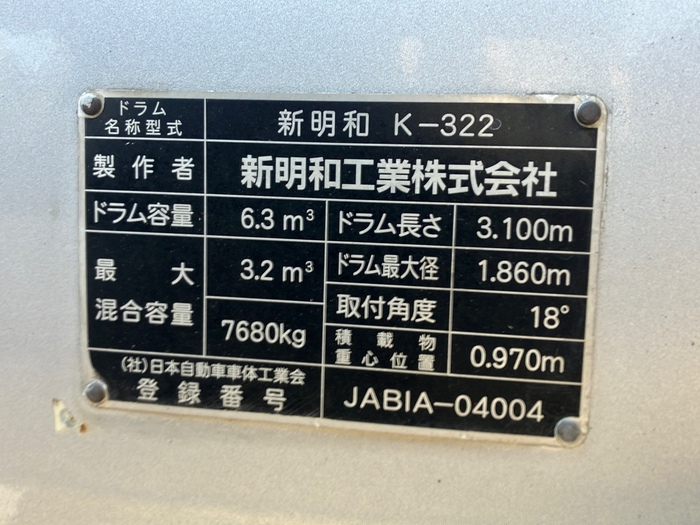 ドラム
名称型式
新明和 K-322
製作者
新明和工業株式会社
ドラム容量
6.3 m³
ドラム長さ
3.100m
最大
混合容量
3.2 m³
7680kg
ドラム最大径
1.860m
取付角度
18°
積載物
重心位置
0.970m
(社)日本自動車車体工業会
登録番号
JABIA-04004